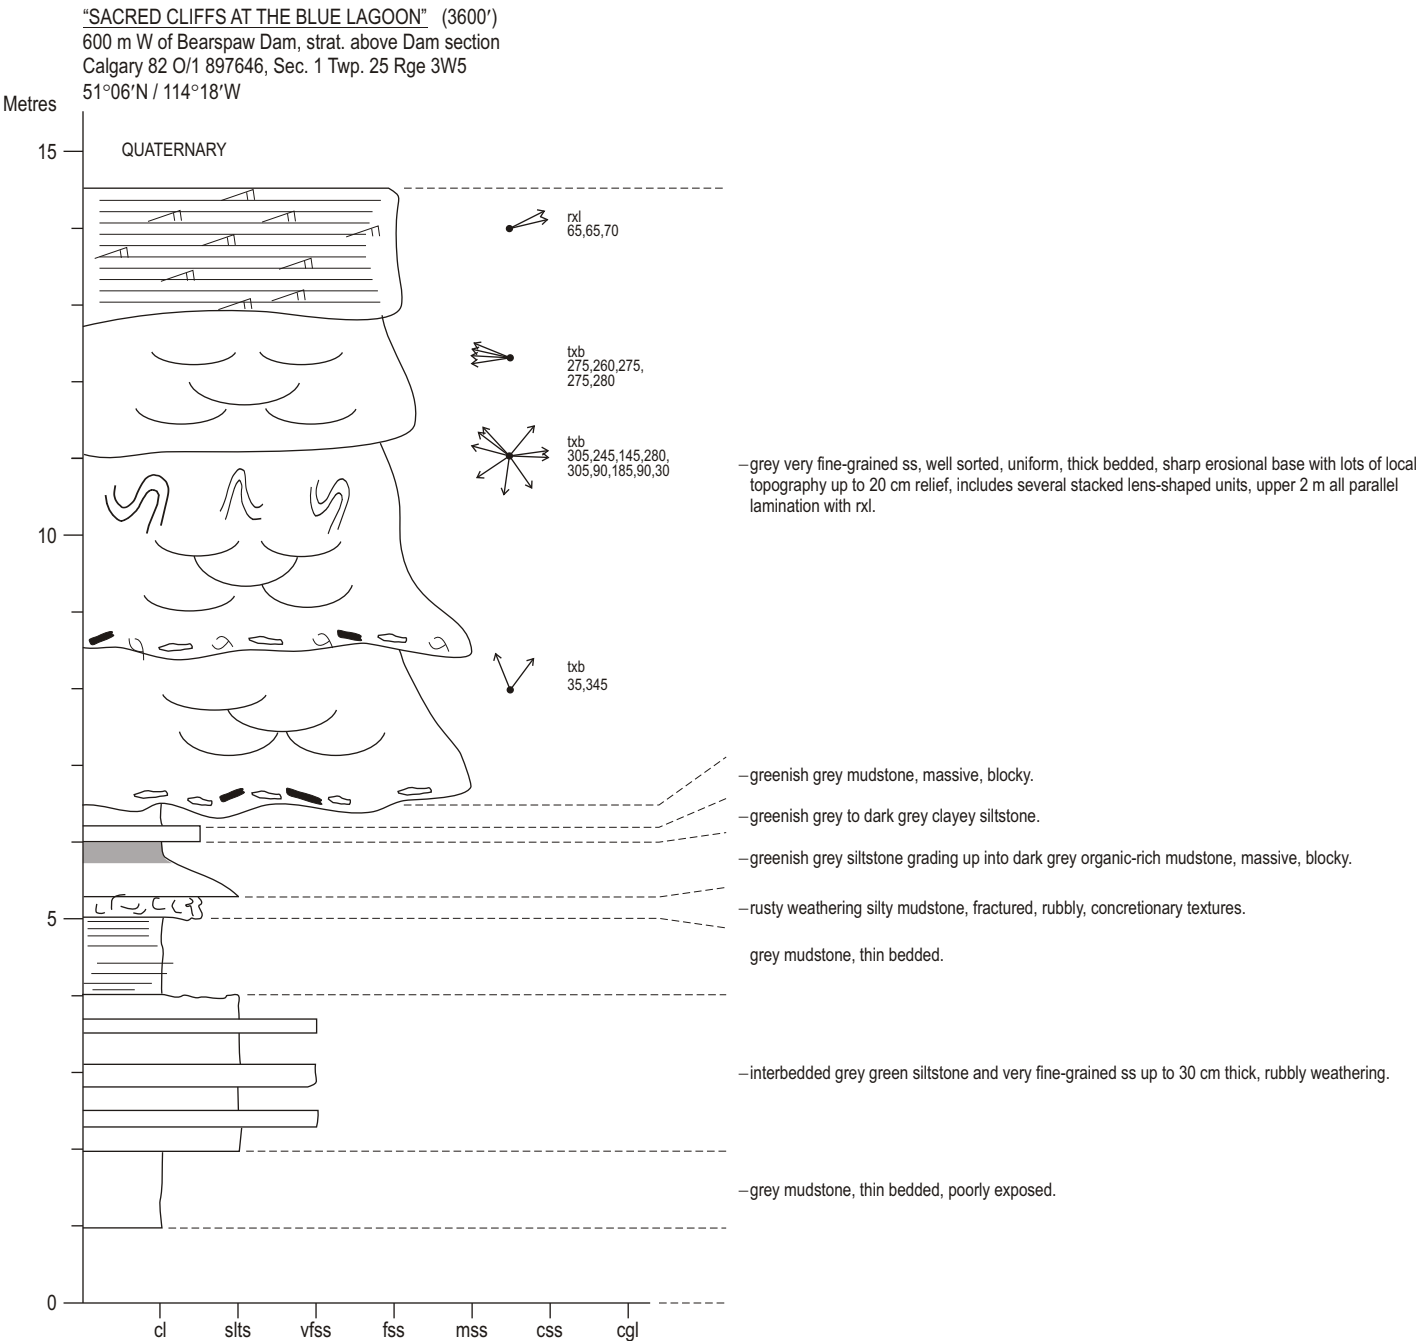 “SACRED CLIFFS AT THE BLUE LAGOON” (3600′)
600 m W of Bearspaw Dam, strat. above Dam section
Calgary 82 O/1 897646, Sec. 1 Twp. 25 Rge 3W5
51°06′N / 114°18′W
Metres
15
QUATERNARY
rxl
65,65,70
txb
275,260,275,
275,280
txb
305,245,145,280,
305,90,185,90,30
–grey very fine-grained ss, well sorted, uniform, thick bedded, sharp erosional base with lots of local
topography up to 20 cm relief, includes several stacked lens-shaped units, upper 2 m all parallel
lamination with rxl.
10
txb
35,345
–greenish grey mudstone, massive, blocky.
–greenish grey to dark grey clayey siltstone.
–greenish grey siltstone grading up into dark grey organic-rich mudstone, massive, blocky.
–rusty weathering silty mudstone, fractured, rubbly, concretionary textures.
5
grey mudstone, thin bedded.
–interbedded grey green siltstone and very fine-grained ss up to 30 cm thick, rubbly weathering.
–grey mudstone, thin bedded, poorly exposed.
0
cl slts vfss fss mss css cgl